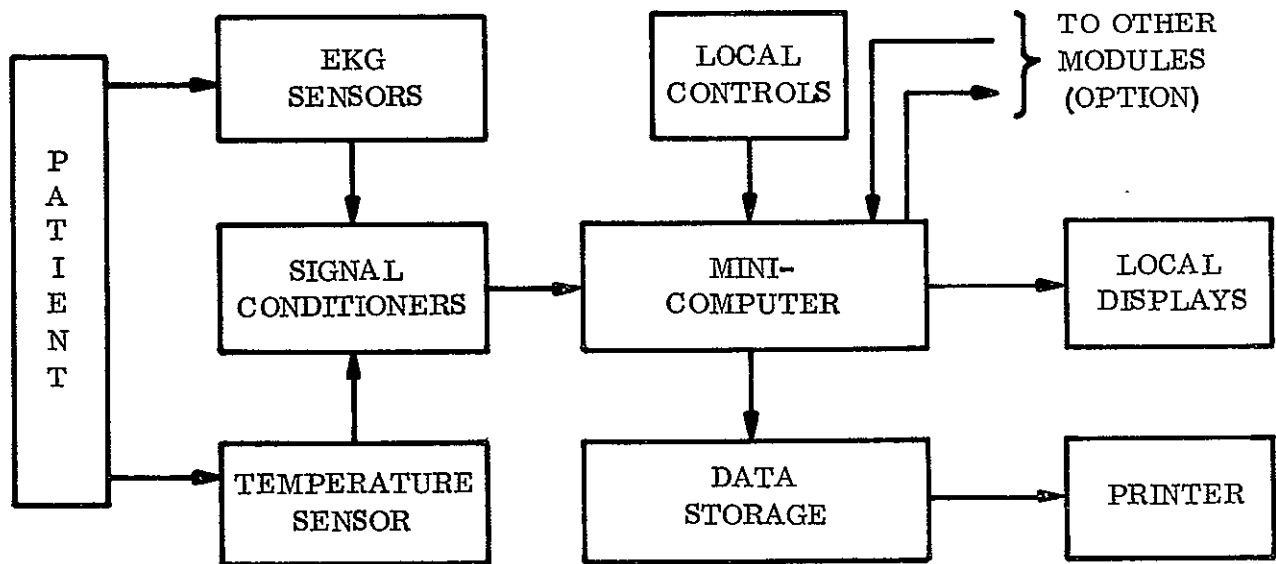 PATIENT
EKG
SENSORS
SIGNAL
CONDITIONERS
TEMPERATURE
SENSOR
LOCAL
CONTROLS
TO OTHER
MODULES
(OPTION)
MINI-
COMPUTER
LOCAL
DISPLAYS
DATA
STORAGE
PRINTER